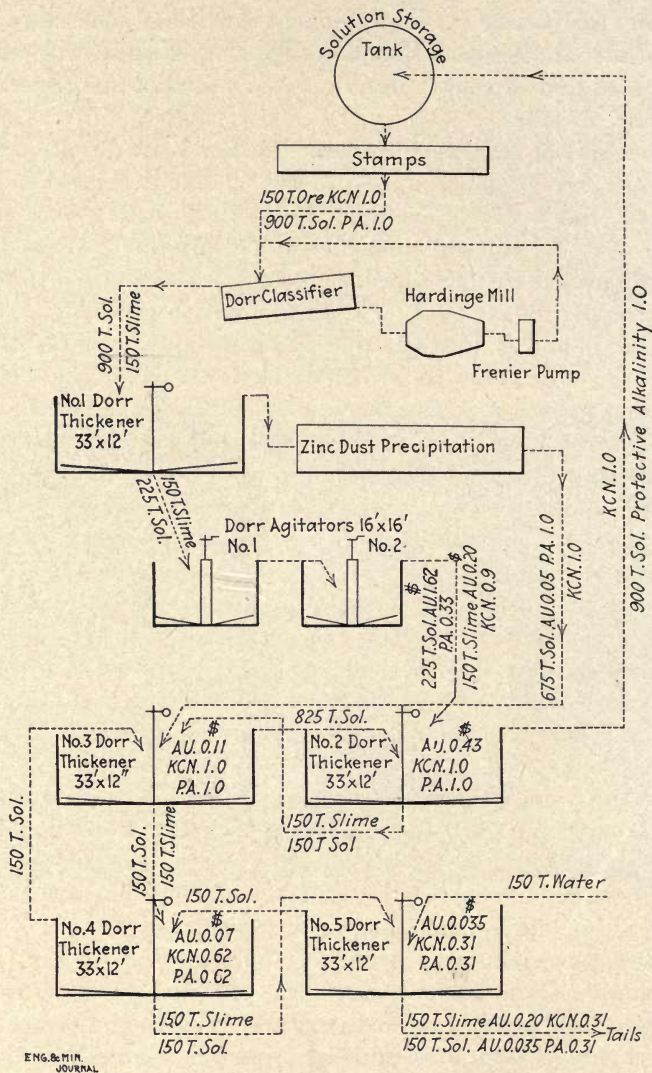 Solution Storage
Tank
Stamps
150 T. Ore KCN 1.0
900 T. Sol. P.A. 1.0
Dorr Classifier
Hardinge Mill
Frenier Pump
900 T. Sol.
150 T. Slime
No.1 Dorr
Thickener
33'x12'
Zinc Dust Precipitation
150 T. Slime
225 T. Sol.
Dorr Agitators 16'x16'
No.1
No.2
$
225 T. Sol. AU. 1.62
P.A. 0.33
$
150 T. Slime AU. 0.20
KCN. 0.9
675 T. Sol. AU. 0.05 P.A. 1.0
KCN. 1.0
KCN. 1.0
900 T. Sol. Protective Alkalinity 1.0
825 T. Sol.
No.3 Dorr
Thickener
33'x12"
$
AU. 0.11
KCN. 1.0
P.A. 1.0
No.2 Dorr
Thickener
33'x12'
$
AU. 0.43
KCN. 1.0
P.A. 1.0
150 T. Slime
150 T. Sol
150 T. Sol.
150 T. Sol.
150 T. Slime
150 T. Sol.
150 T. Water
No.4 Dorr
Thickener
33'x12'
$
AU. 0.07
KCN. 0.62
P.A. 0.62
No.5 Dorr
Thickener
33'x12'
$
AU. 0.035
KCN. 0.31
P.A. 0.31
150 T. Slime
150 T. Sol.
150 T. Slime AU. 0.20 KCN. 0.31
150 T. Sol. AU. 0.035 P.A. 0.31
Tails
ENG. & MIN.
JOURNAL